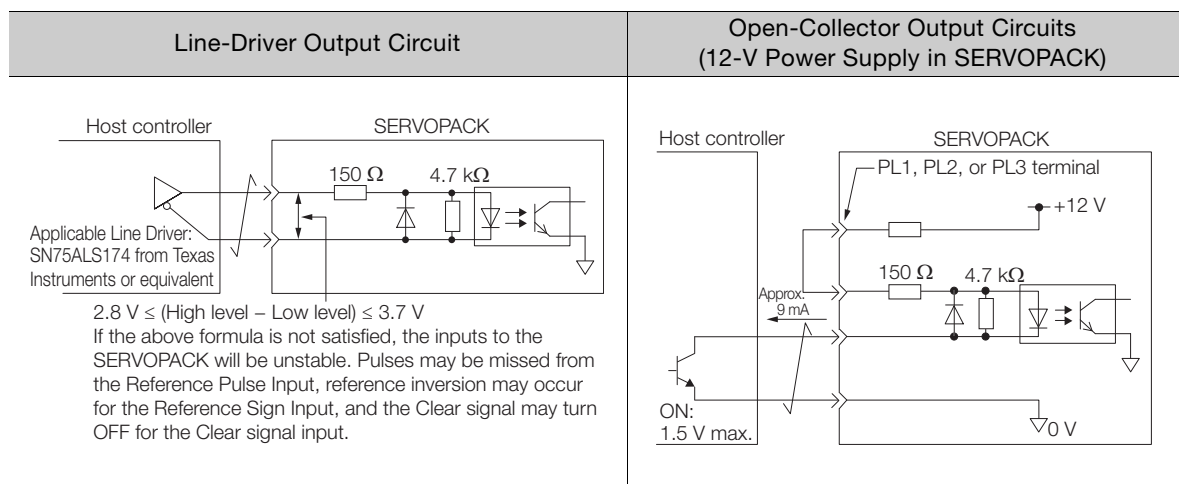 Line-Driver Output Circuit
Open-Collector Output Circuits
(12-V Power Supply in SERVOPACK)
Host controller
SERVOPACK
150 Ω
4.7 kΩ
Applicable Line Driver:
SN75ALS174 from Texas
Instruments or equivalent
2.8 V ≤ (High level – Low level) ≤ 3.7 V
If the above formula is not satisfied, the inputs to the
SERVOPACK will be unstable. Pulses may be missed from
the Reference Pulse Input, reference inversion may occur
for the Reference Sign Input, and the Clear signal may turn
OFF for the Clear signal input.
Host controller
SERVOPACK
PL1, PL2, or PL3 terminal
+12 V
150 Ω
4.7 kΩ
Approx.
9 mA
ON:
1.5 V max.
0 V